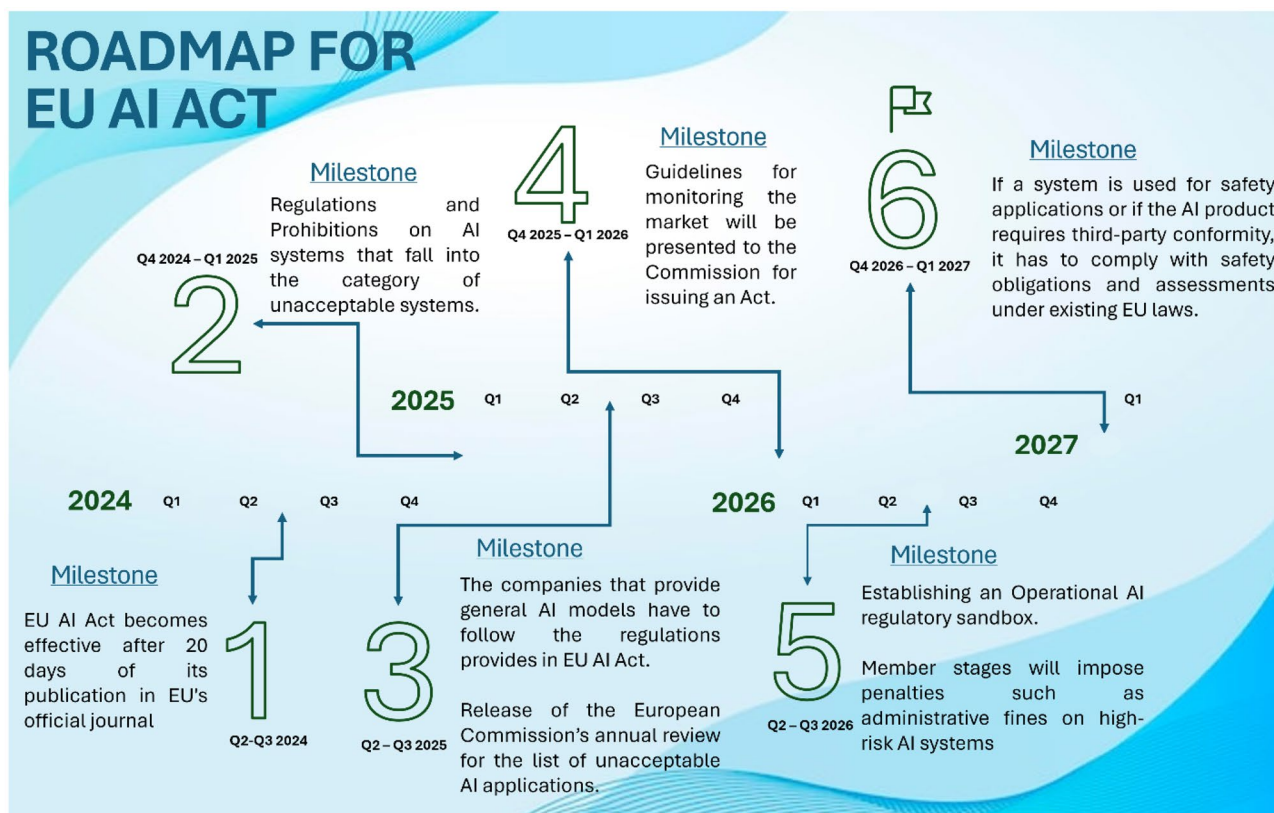 ROADMAP FOR
EU AI ACT
Milestone
Regulations and
Prohibitions on AI
systems that fall into
the category of
unacceptable systems.
Q4 2024 – Q1 2025
2
4
Q4 2025 – Q1 2026
Milestone
Guidelines for
monitoring the
market will be
presented to the
Commission for
issuing an Act.
6
Q4 2026 – Q1 2027
Milestone
If a system is used for safety
applications or if the AI product
requires third-party conformity,
it has to comply with safety
obligations and assessments
under existing EU laws.
2025 Q1 Q2 Q3 Q4
Q1
2027
2024 Q1 Q2 Q3 Q4
2026 Q1 Q2 Q3 Q4
Milestone
EU AI Act becomes
effective after 20
days of its
publication in EU's
official journal
1
Q2-Q3 2024
3
Q2 – Q3 2025
Milestone
The companies that provide
general AI models have to
follow the regulations
provides in EU AI Act.
Release of the European
Commission's annual review
for the list of unacceptable
AI applications.
5
Q2 – Q3 2026
Milestone
Establishing an Operational AI
regulatory sandbox.
Member stages will impose
penalties such as
administrative fines on high-
risk AI systems